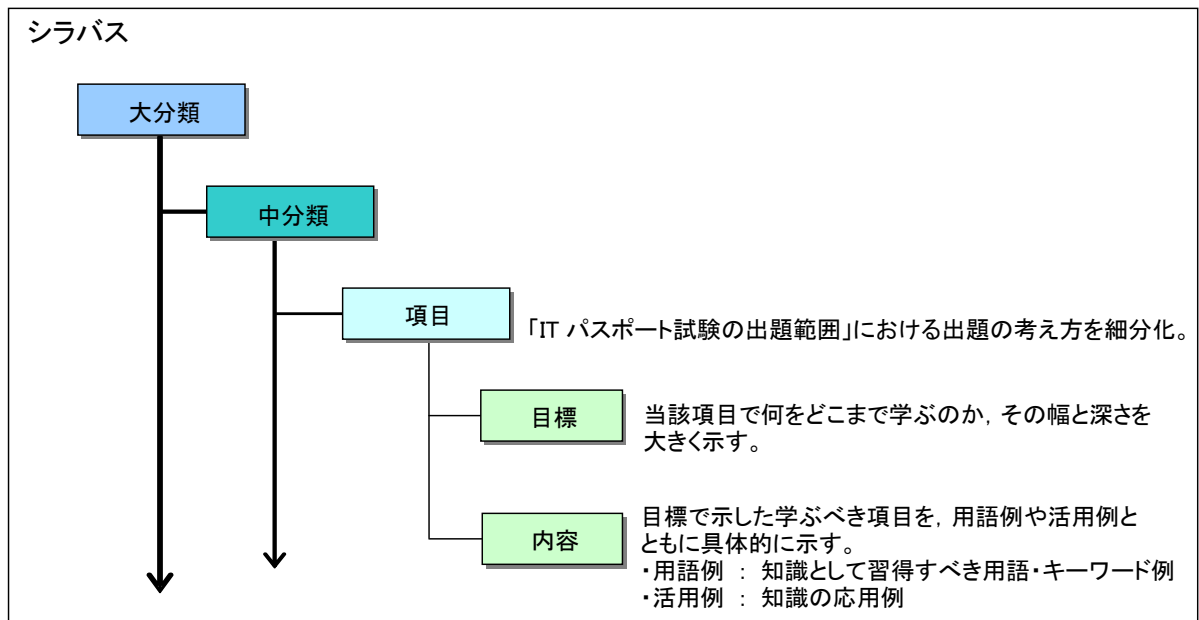 シラバス
大分類
中分類
項目
「IT パスポート試験の出題範囲」における出題の考え方を細分化。
目標
当該項目で何をどこまで学ぶのか，その幅と深さを
大きく示す。
内容
目標で示した学ぶべき項目を，用語例や活用例と
ともに具体的に示す。
・用語例 ： 知識として習得すべき用語・キーワード例
・活用例 ： 知識の応用例